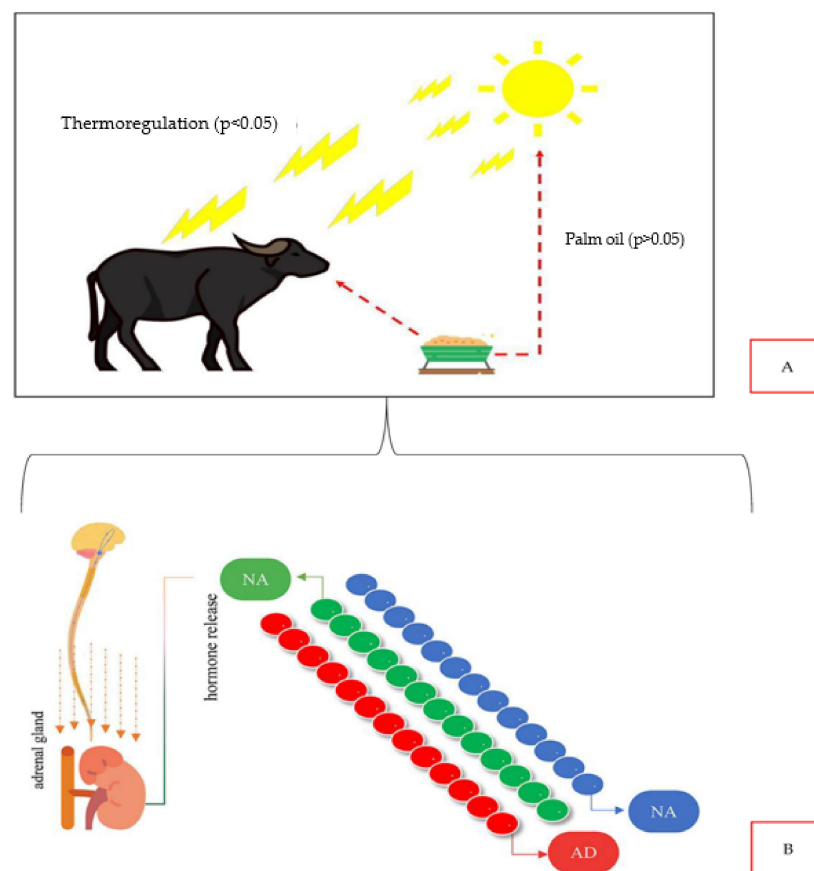 Thermoregulation (p<0.05)
Palm oil (p>0.05)
A
NA
hormone release
adrenal gland
NA
AD
B